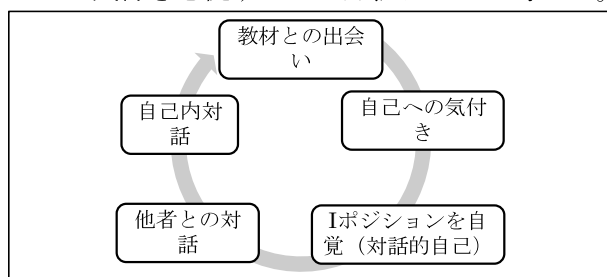 教材との出会
い
自己への気付
き
Iポジションを自
覚（対話的自己）
他者との対
話
自己内対
話